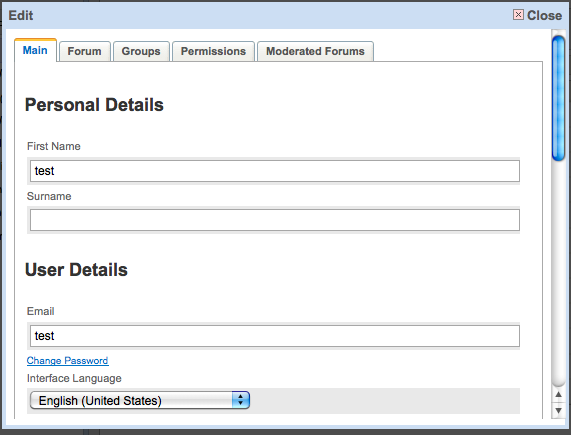 Edit Close
Main Forum Groups Permissions Moderated Forums
Personal Details
First Name
test
Surname
User Details
Email
test
Change Password
Interface Language
English (United States)